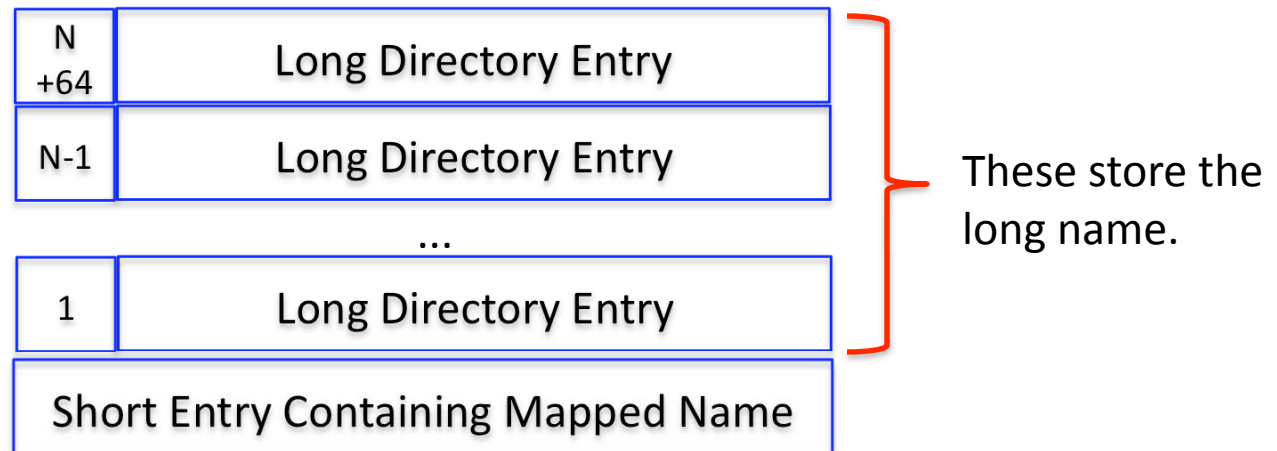 N
+64
Long Directory Entry
N-1
Long Directory Entry
These store the
long name.
...
1
Long Directory Entry
Short Entry Containing Mapped Name